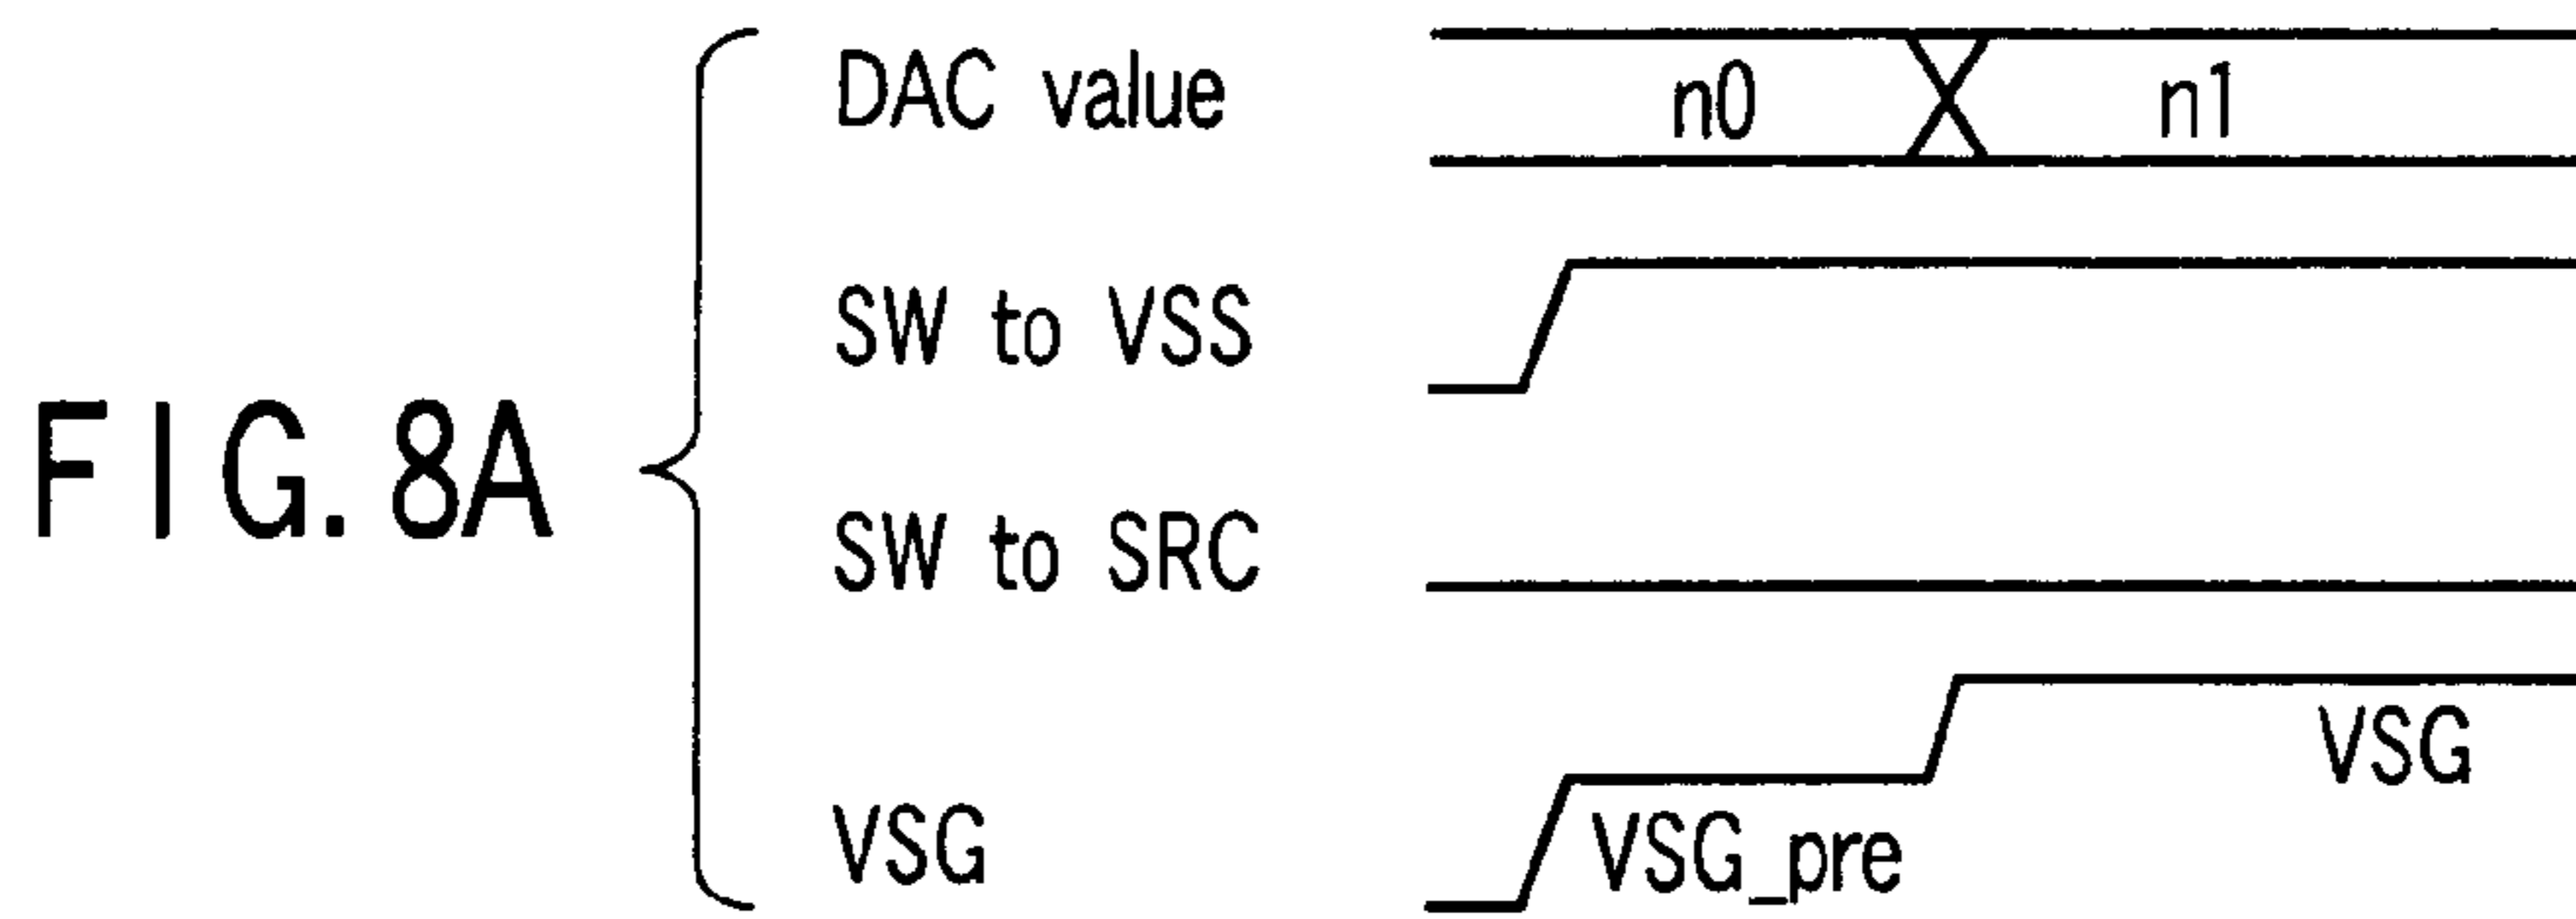 FIG. 8A
DAC value
n0
n1
SW to VSS
SW to SRC
VSG
VSG_pre
VSG